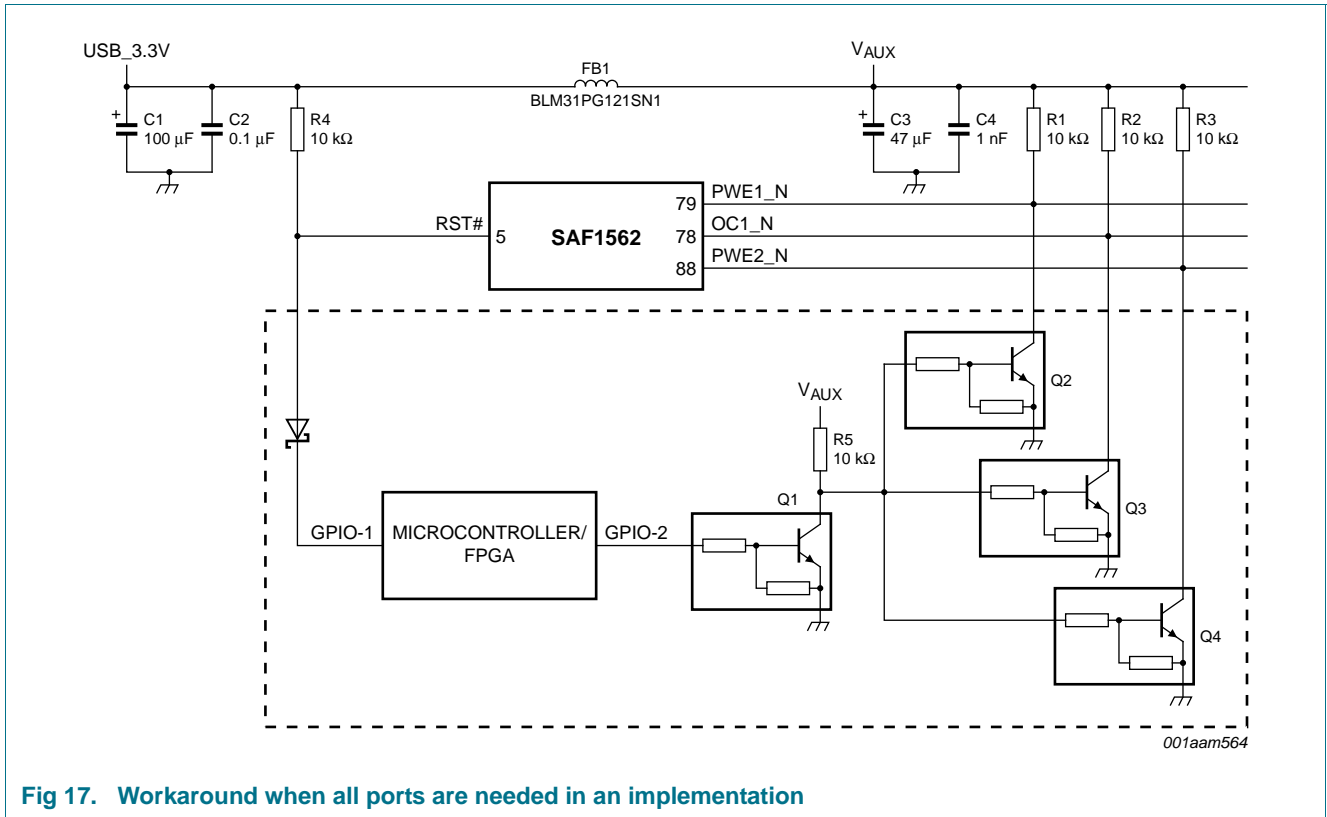 USB_3.3V
VAUX
FB1
BLM31PG121SN1
+
C1
100 μF
C2
0.1 μF
R4
10 kΩ
+
C3
47 μF
C4
1 nF
R1
10 kΩ
R2
10 kΩ
R3
10 kΩ
RST#
5
SAF1562
79
PWE1_N
78
OC1_N
88
PWE2_N
Q2
VAUX
R5
10 kΩ
Q3
Q1
GPIO-1
MICROCONTROLLER/
FPGA
GPIO-2
Q4
001aam564
Fig 17. Workaround when all ports are needed in an implementation